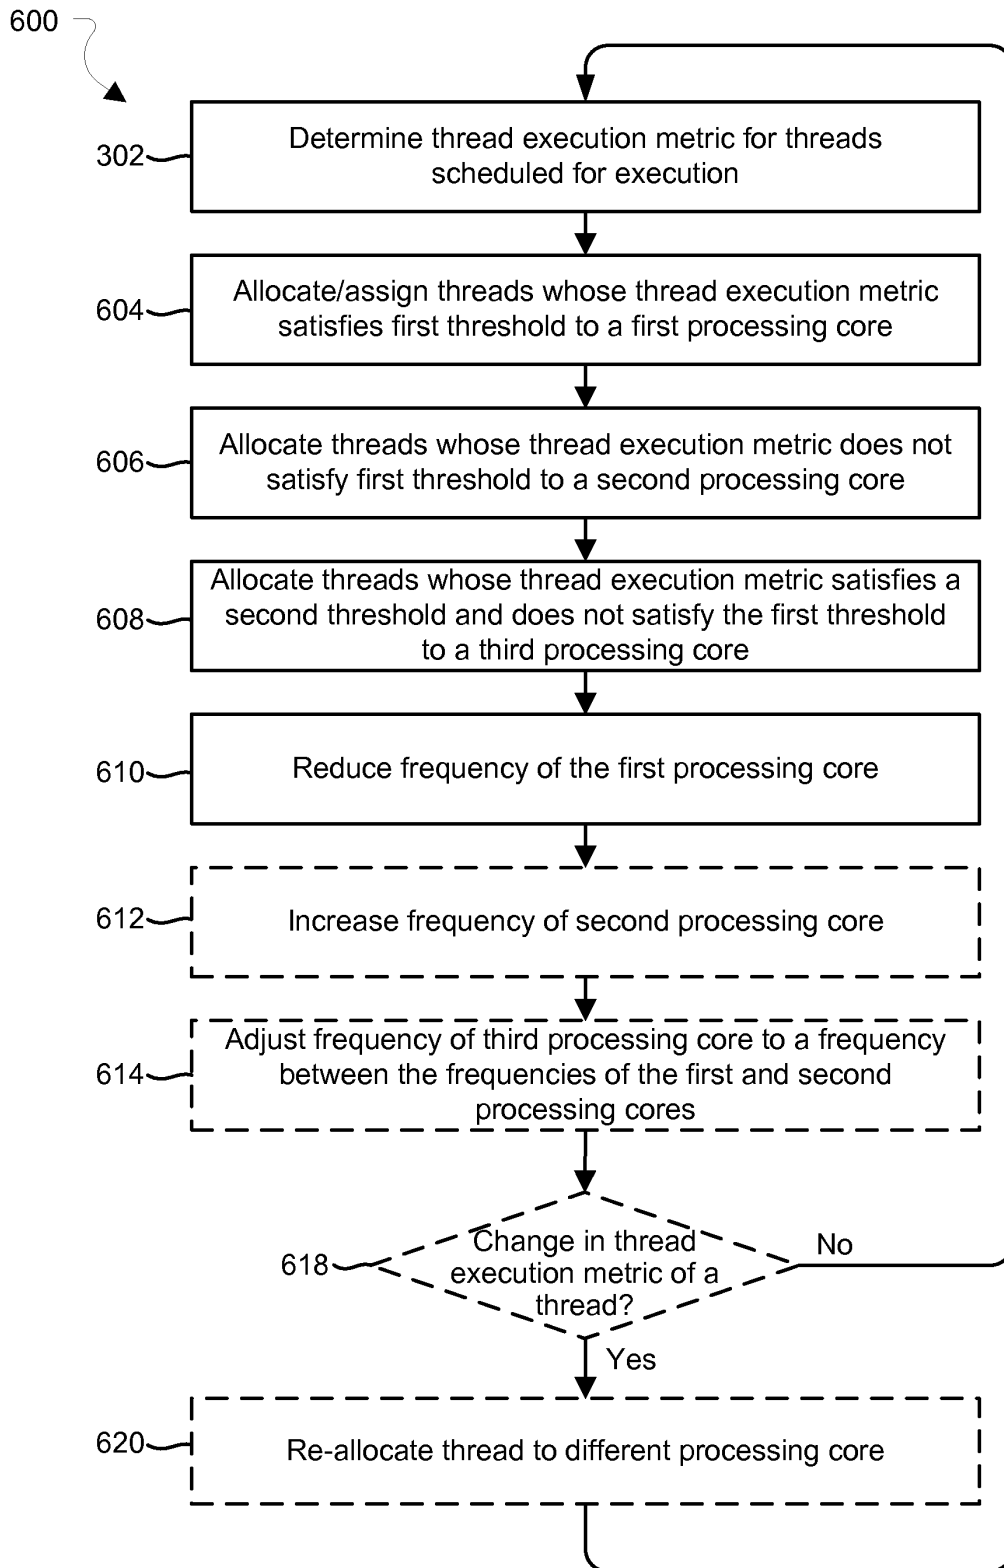 600
302
Determine thread execution metric for threads
scheduled for execution
604
Allocate/assign threads whose thread execution metric
satisfies first threshold to a first processing core
606
Allocate threads whose thread execution metric does not
satisfy first threshold to a second processing core
608
Allocate threads whose thread execution metric satisfies a
second threshold and does not satisfy the first threshold
to a third processing core
610
Reduce frequency of the first processing core
612
Increase frequency of second processing core
614
Adjust frequency of third processing core to a frequency
between the frequencies of the first and second
processing cores
618
Change in thread
execution metric of a
thread?
No
Yes
620
Re-allocate thread to different processing core